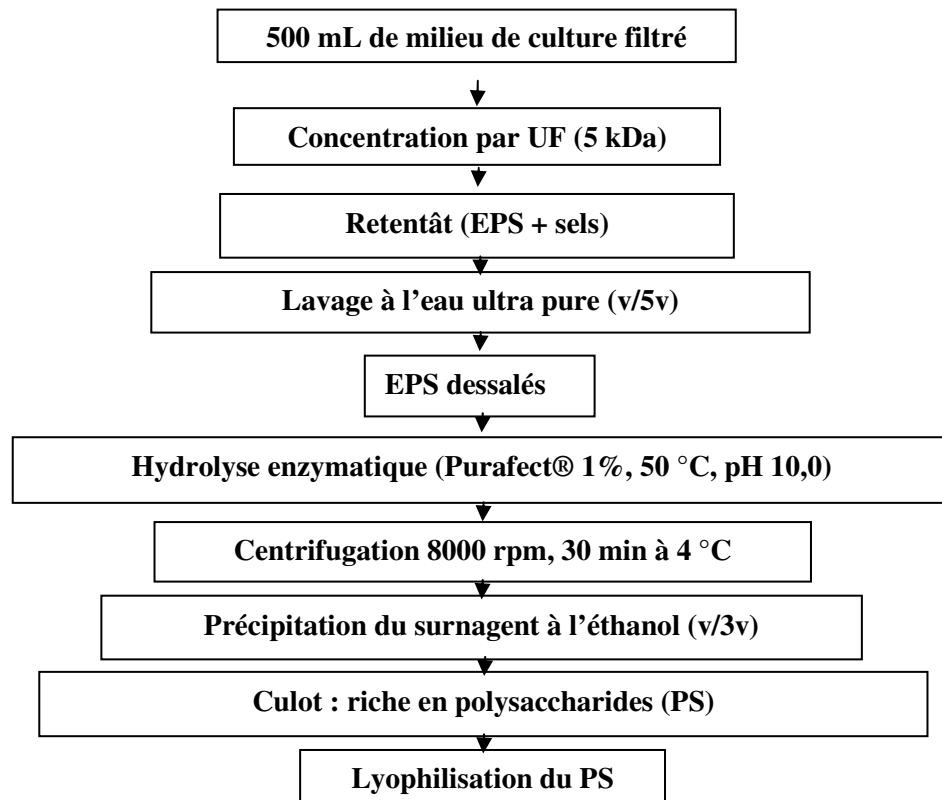 500 mL de milieu de culture filtré
Concentration par UF (5 kDa)
Retentât (EPS + sels)
Lavage à l’eau ultra pure (v/5v)
EPS dessalés
Hydrolyse enzymatique (Purafect® 1%, 50 °C, pH 10,0)
Centrifugation 8000 rpm, 30 min à 4 °C
Précipitation du surnagent à l’éthanol (v/3v)
Culot : riche en polysaccharides (PS)
Lyophilisation du PS